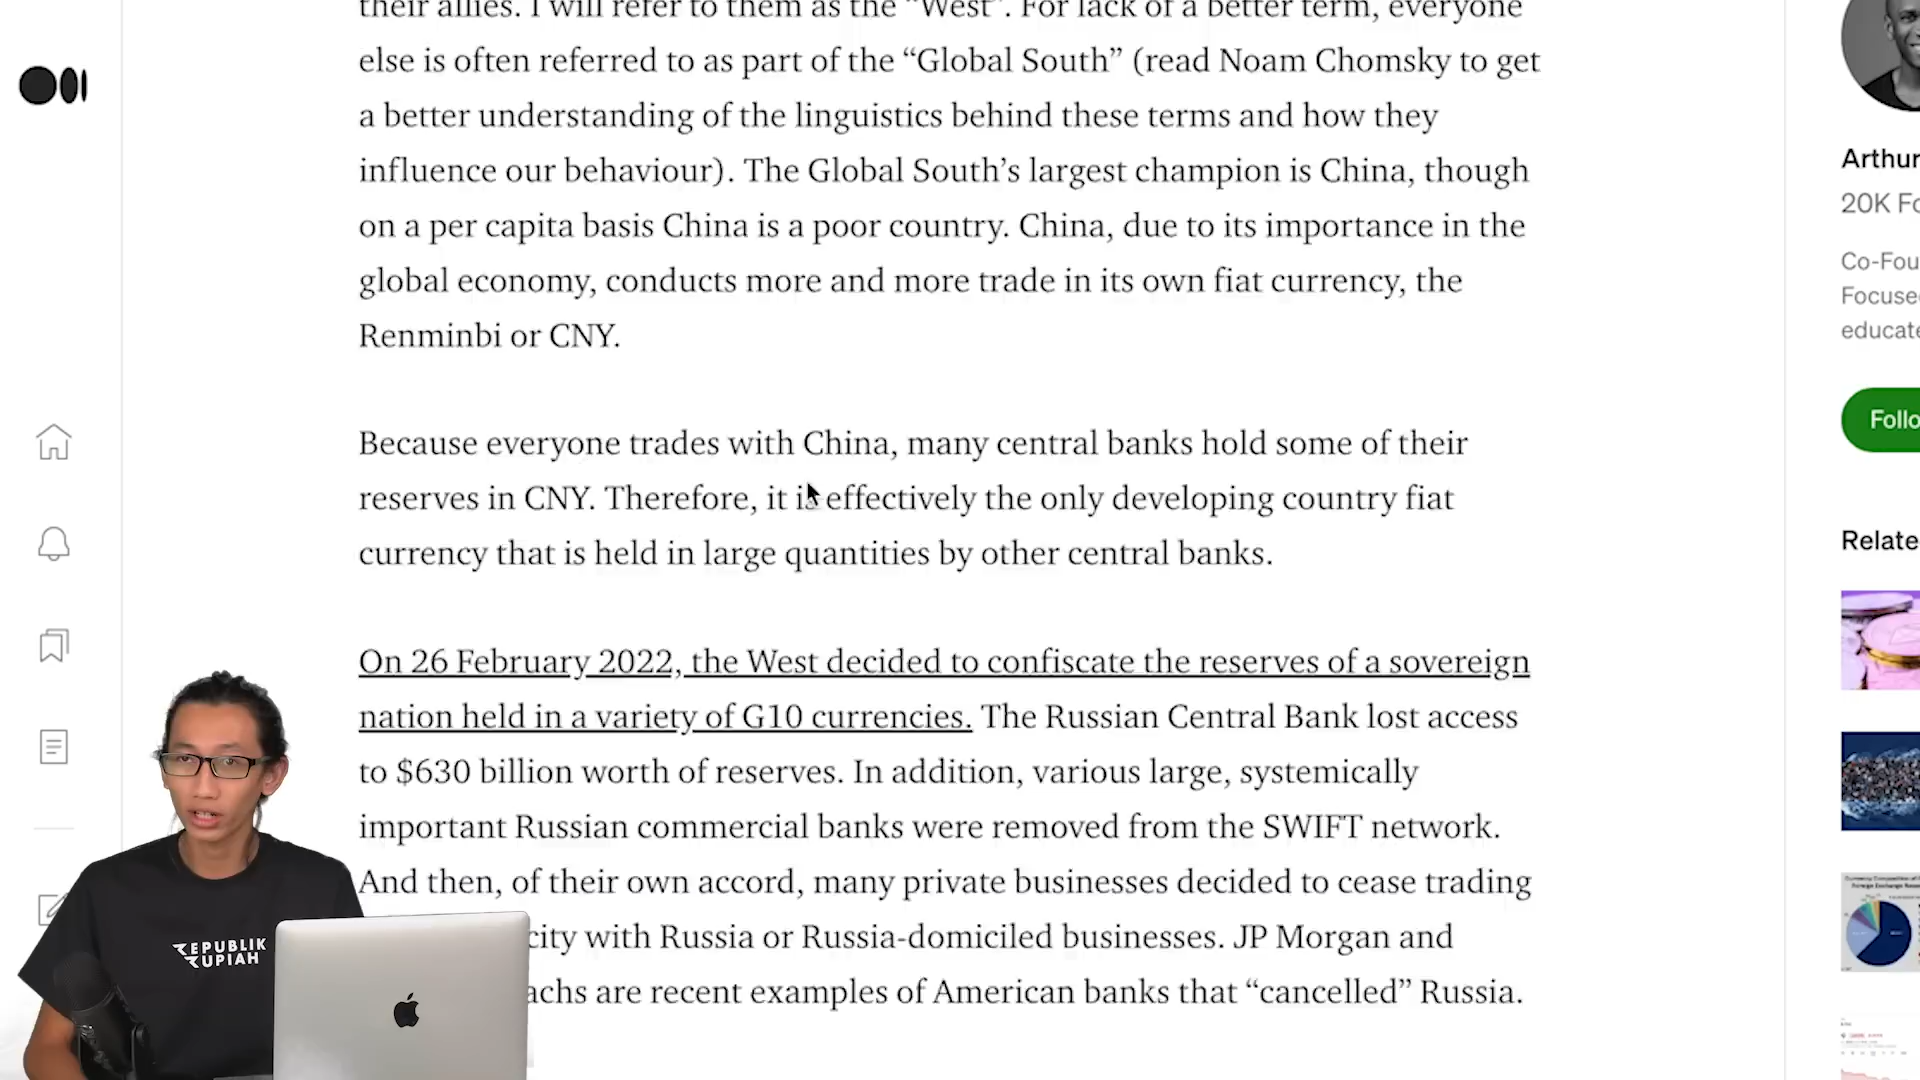 their allies. I will refer to them as the “West”. For lack of a better term, everyone
else is often referred to as part of the “Global South” (read Noam Chomsky to get
a better understanding of the linguistics behind these terms and how they
influence our behaviour). The Global South’s largest champion is China, though
on a per capita basis China is a poor country. China, due to its importance in the
global economy, conducts more and more trade in its own fiat currency, the
Renminbi or CNY.
Because everyone trades with China, many central banks hold some of their
reserves in CNY. Therefore, it is effectively the only developing country fiat
currency that is held in large quantities by other central banks.
On 26 February 2022, the West decided to confiscate the reserves of a sovereign
nation held in a variety of G10 currencies. The Russian Central Bank lost access
to $630 billion worth of reserves. In addition, various large, systemically
important Russian commercial banks were removed from the SWIFT network.
And then, of their own accord, many private businesses decided to cease trading
city with Russia or Russia-domiciled businesses. JP Morgan and
achs are recent examples of American banks that “cancelled” Russia.
Arthur
20K Fo
Co-Fou
Focuse
educate
Follo
Relate
REPUBLIK
RUPIAH